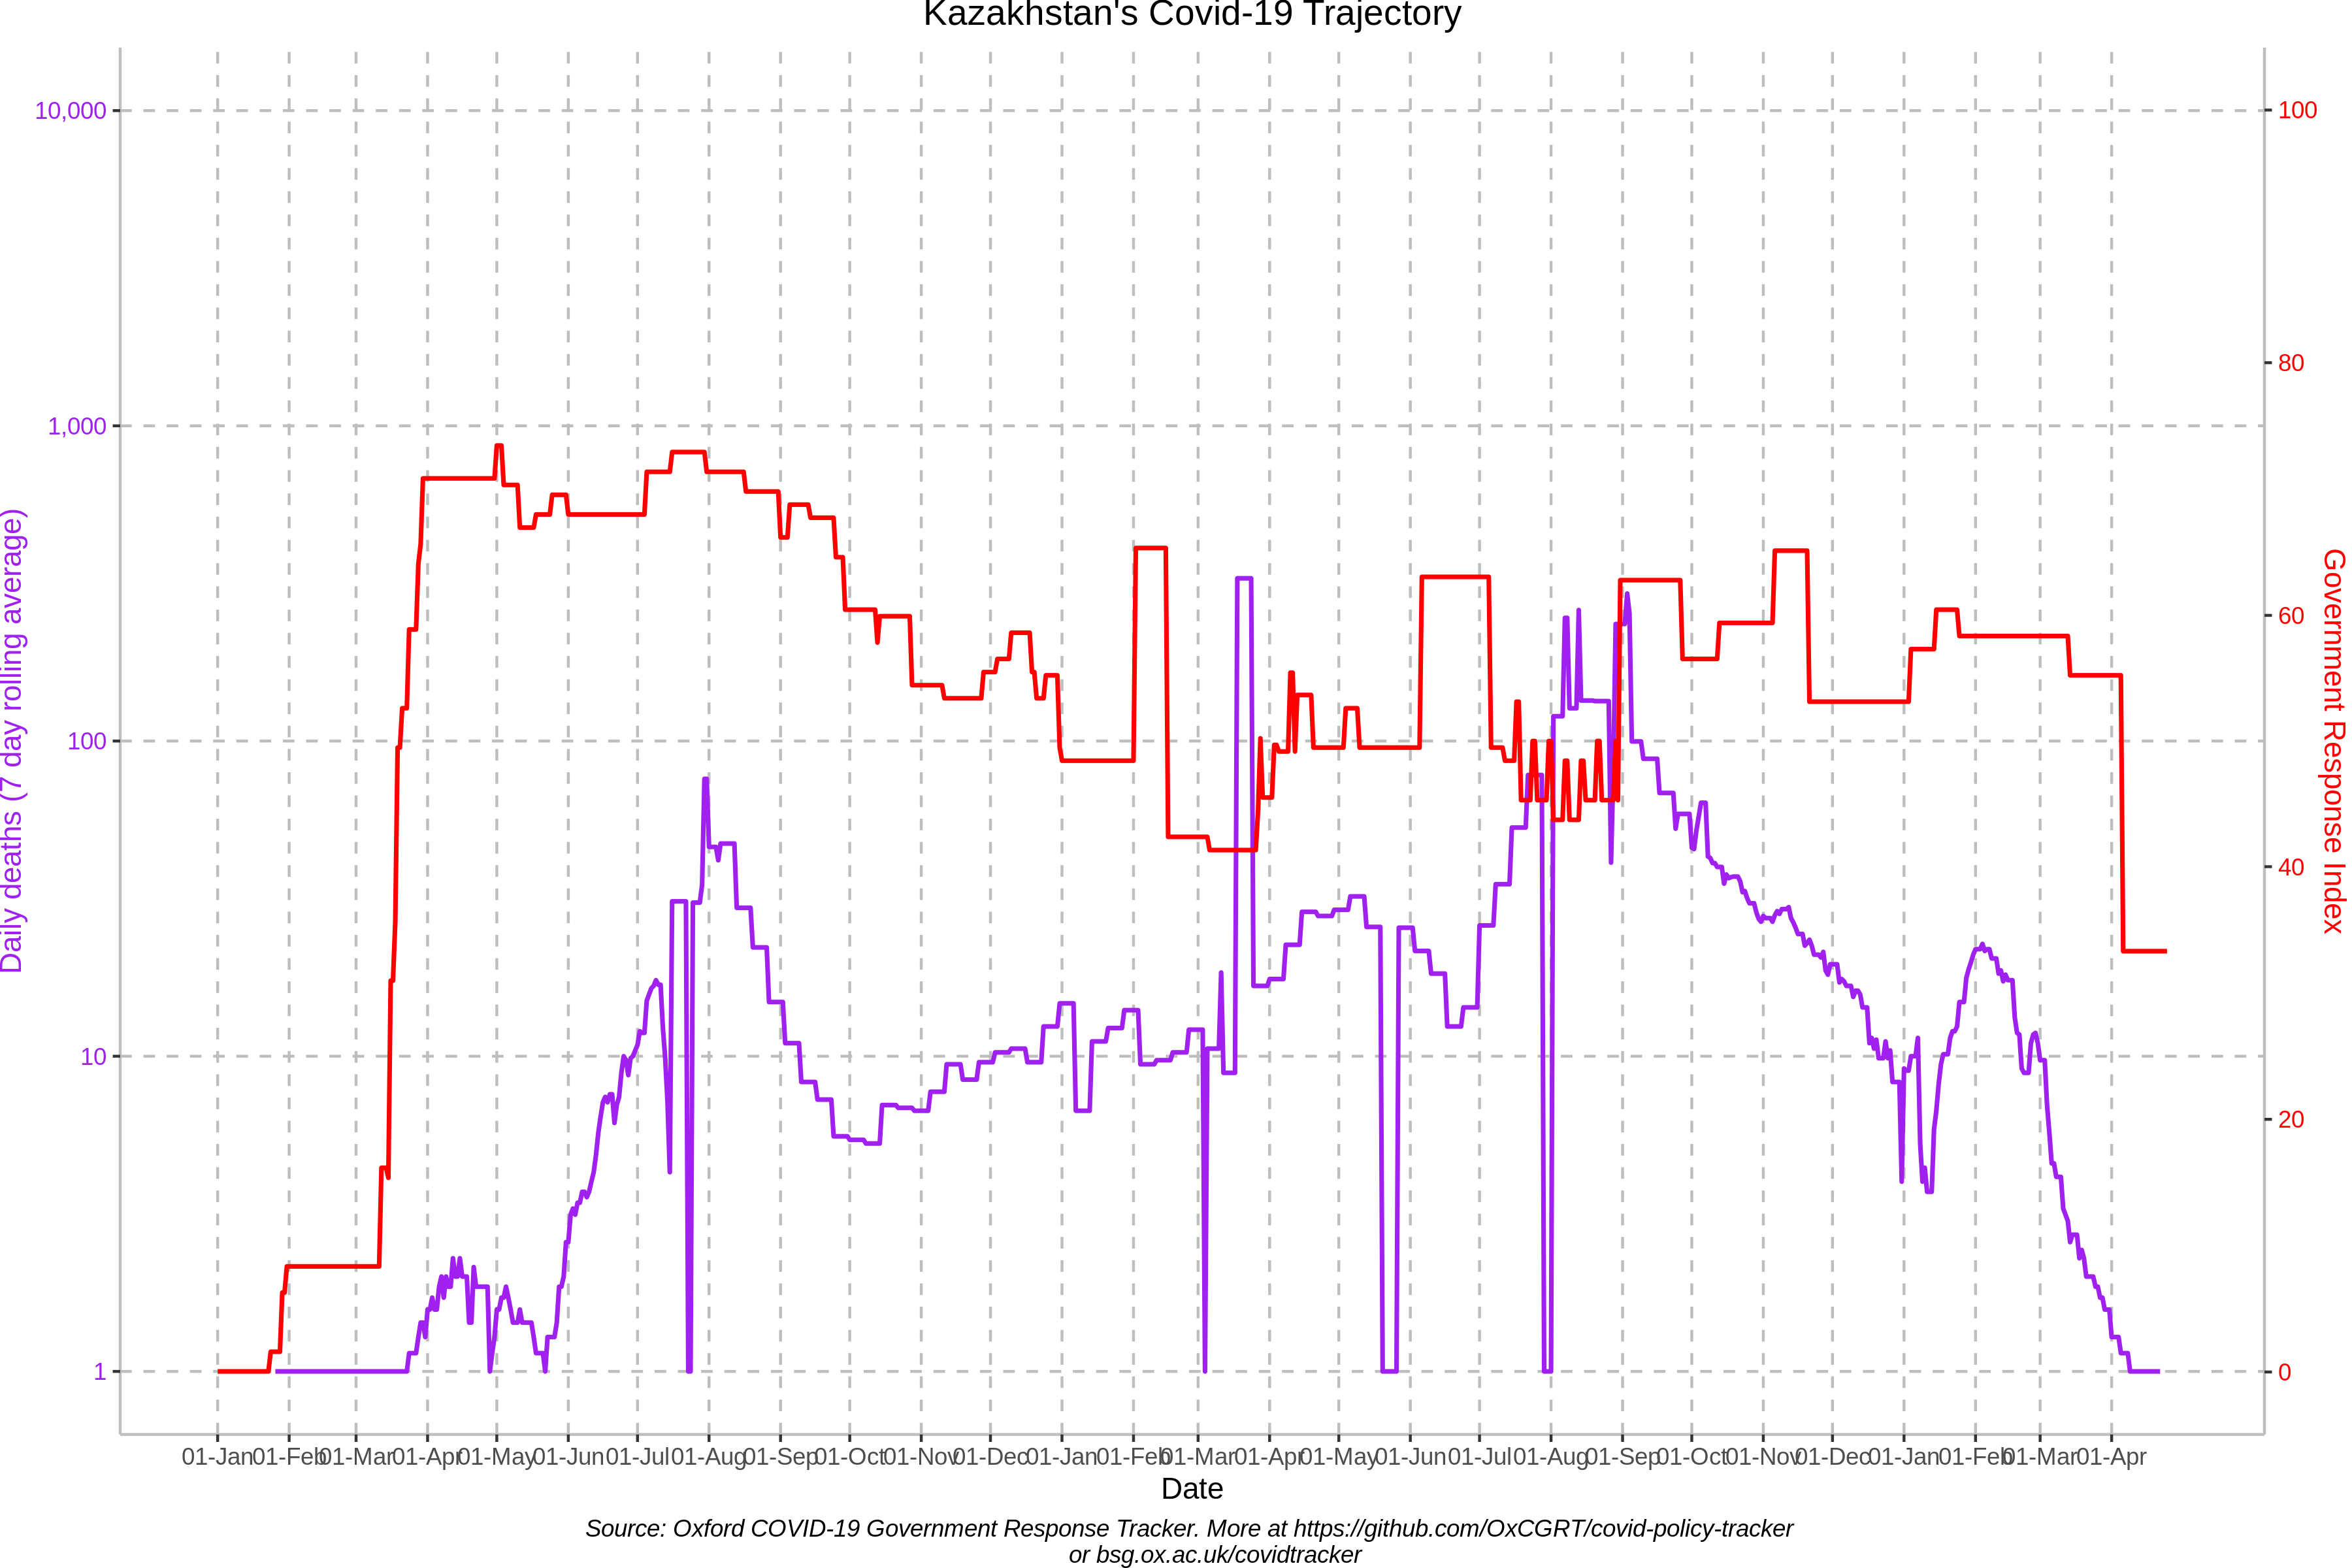 Kazakhstan's Covid-19 Trajectory
10,000
1,000
100
10
1
Daily deaths (7 day rolling average)
100
80
60
40
20
0
Government Response Index
01-Jan 01-Feb 01-Mar 01-Apr 01-May 01-Jun 01-Jul 01-Aug 01-Sep 01-Oct 01-Nov 01-Dec 01-Jan 01-Feb 01-Mar 01-Apr 01-May 01-Jun 01-Jul 01-Aug 01-Sep 01-Oct 01-Nov 01-Dec 01-Jan 01-Feb 01-Mar 01-Apr
Date
Source: Oxford COVID-19 Government Response Tracker. More at https://github.com/OxCGRT/covid-policy-tracker
or bsg.ox.ac.uk/covidtracker